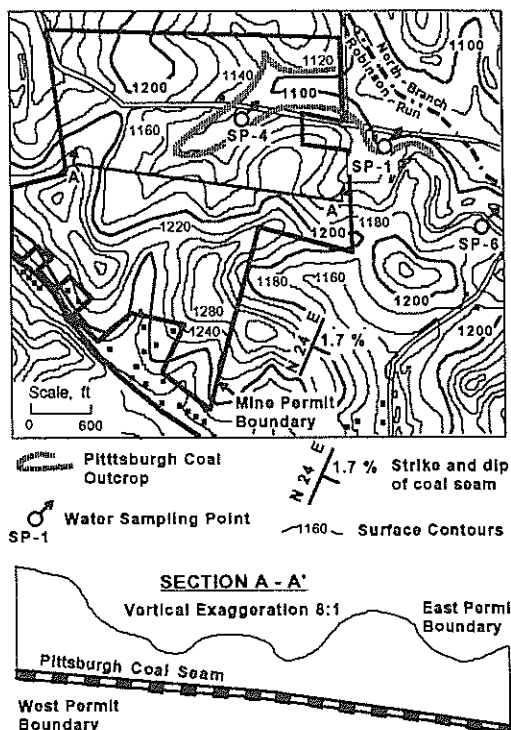 1120
1140
1100
1200
1100
North Branch
Robinson Run
SP-4
1160
SP-1
A
A'
1220
1200
1180
SP-6
1180
1160
1200
1280
1240
1200
N 24 E
1.7 %
Scale, ft
0 600
Mine Permit
Boundary
Pitttsburgh Coal
Outcrop
N 24 E
1.7 %
Strike and dip
of coal seam
SP-1
Water Sampling Point
1160
Surface Contours
SECTION A - A'
Vertical Exaggeration 8:1
East Permit
Boundary
Pittsburgh Coal Seam
West Permit
Boundary